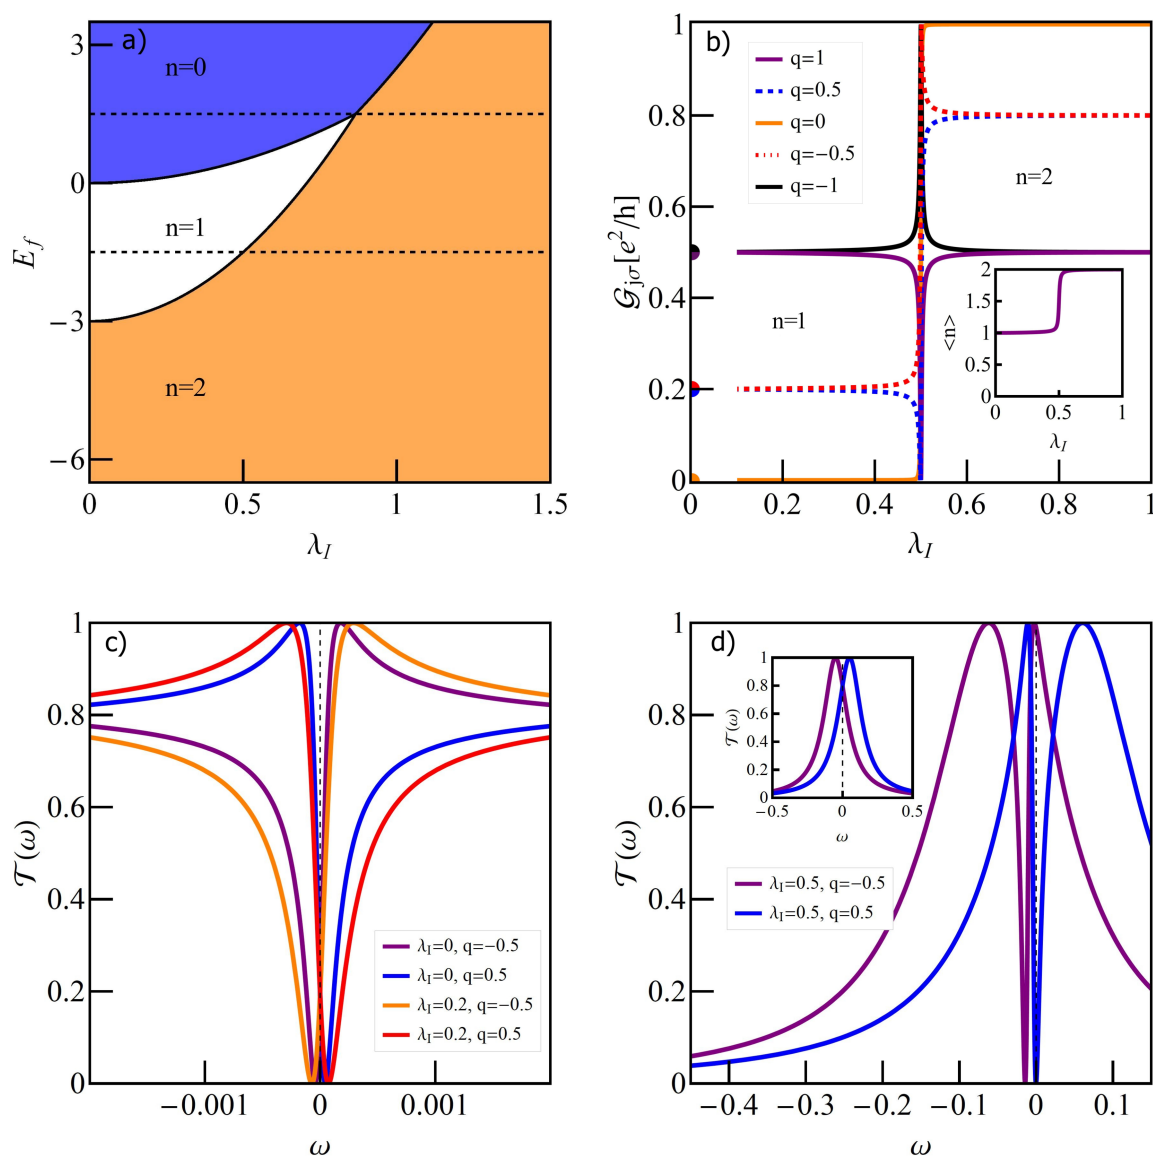 a)
3
0
−3
−6
E_f
n=0
n=1
n=2
0
0.5
1
1.5
λ_I
b)
1
0.8
0.6
0.4
0.2
0
𝒢_jσ[e²/h]
q=1
q=0.5
q=0
q=−0.5
q=−1
n=2
n=1
2
1.5
1
0.5
0
<n>
0
0.5
1
λ_I
0
0.2
0.4
0.6
0.8
1
λ_I
c)
1
0.8
0.6
0.4
0.2
0
𝒯(ω)
λ_I=0, q=−0.5
λ_I=0, q=0.5
λ_I=0.2, q=−0.5
λ_I=0.2, q=0.5
−0.001
0
0.001
ω
d)
1
0.8
0.6
0.4
0.2
0
𝒯(ω)
1
0.8
0.6
0.4
0.2
0
𝒯(ω)
−0.5
0
0.5
ω
λ_I=0.5, q=−0.5
λ_I=0.5, q=0.5
−0.4
−0.3
−0.2
−0.1
0
0.1
ω